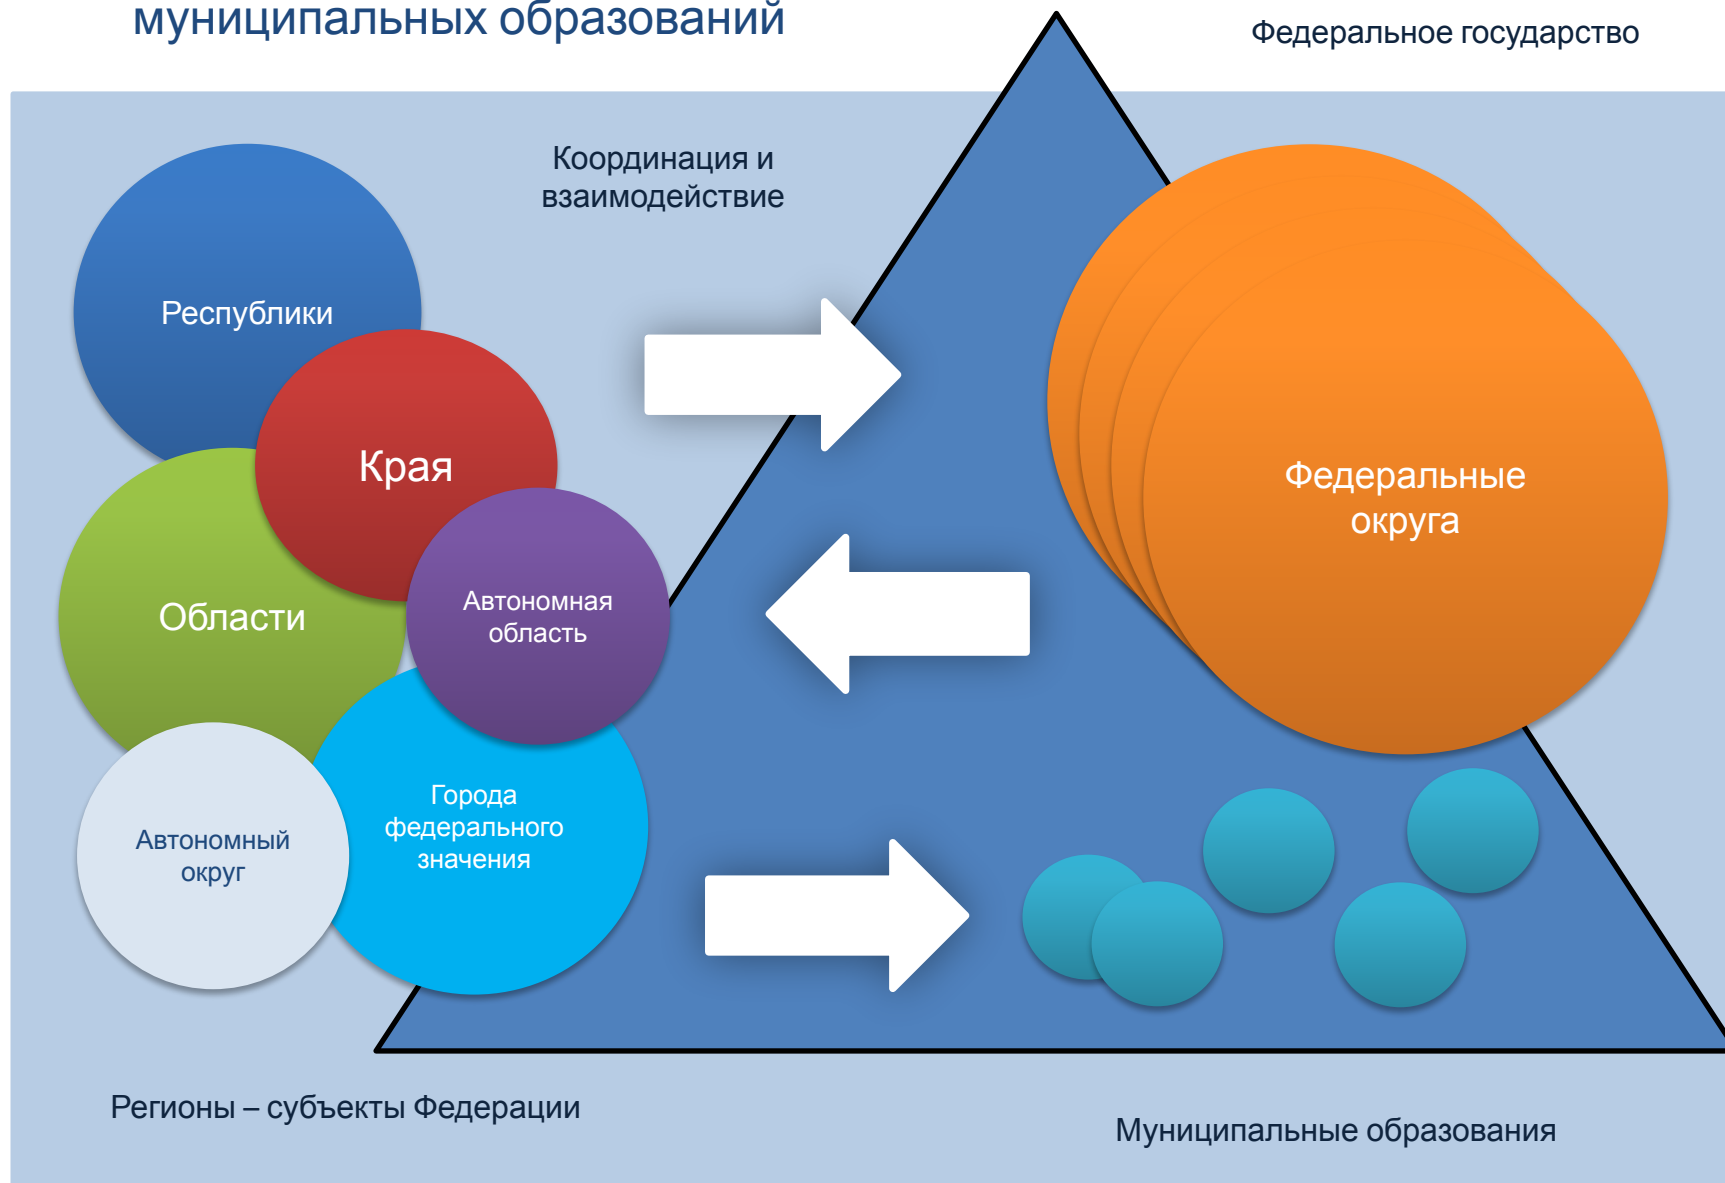 муниципальных образований
Федеральное государство
Координация и
взаимодействие
Республики
Края
Федеральные
округа
Автономная
область
Области
Города
федерального
значения
Автономный
округ
Регионы – субъекты Федерации
Муниципальные образования